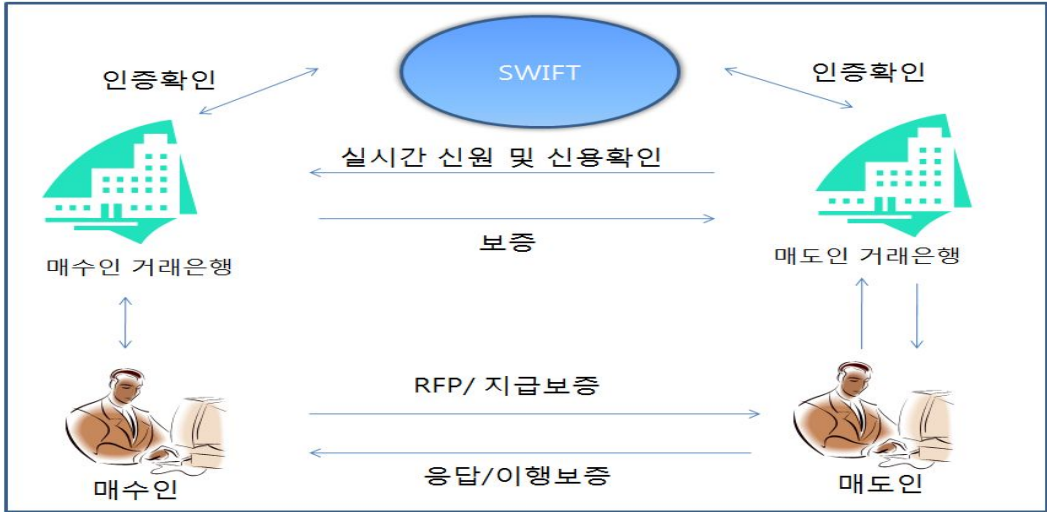 SWIFT
인증확인
인증확인
실시간 신원 및 신용확인
보증
매수인 거래은행
매도인 거래은행
RFP/ 지급보증
응답/이행보증
매수인
매도인